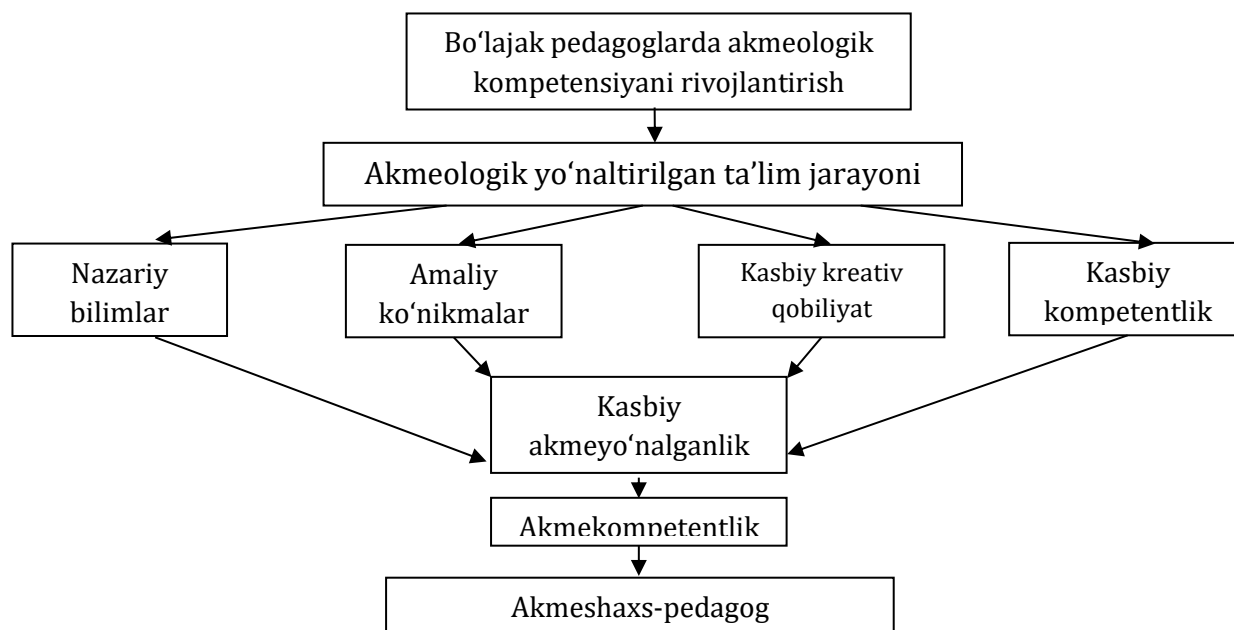 Bo‘lajak pedagoglarda akmeologik
kompetensiyani rivojlantirish
Akmeologik yo‘naltirilgan ta’lim jarayoni
Nazariy
bilimlar
Amaliy
ko‘nikmalar
Kasbiy kreativ
qobiliyat
Kasbiy
kompetentlik
Kasbiy
akmeyo‘nalganlik
Akmekompetentlik
Akmeshaxs-pedagog